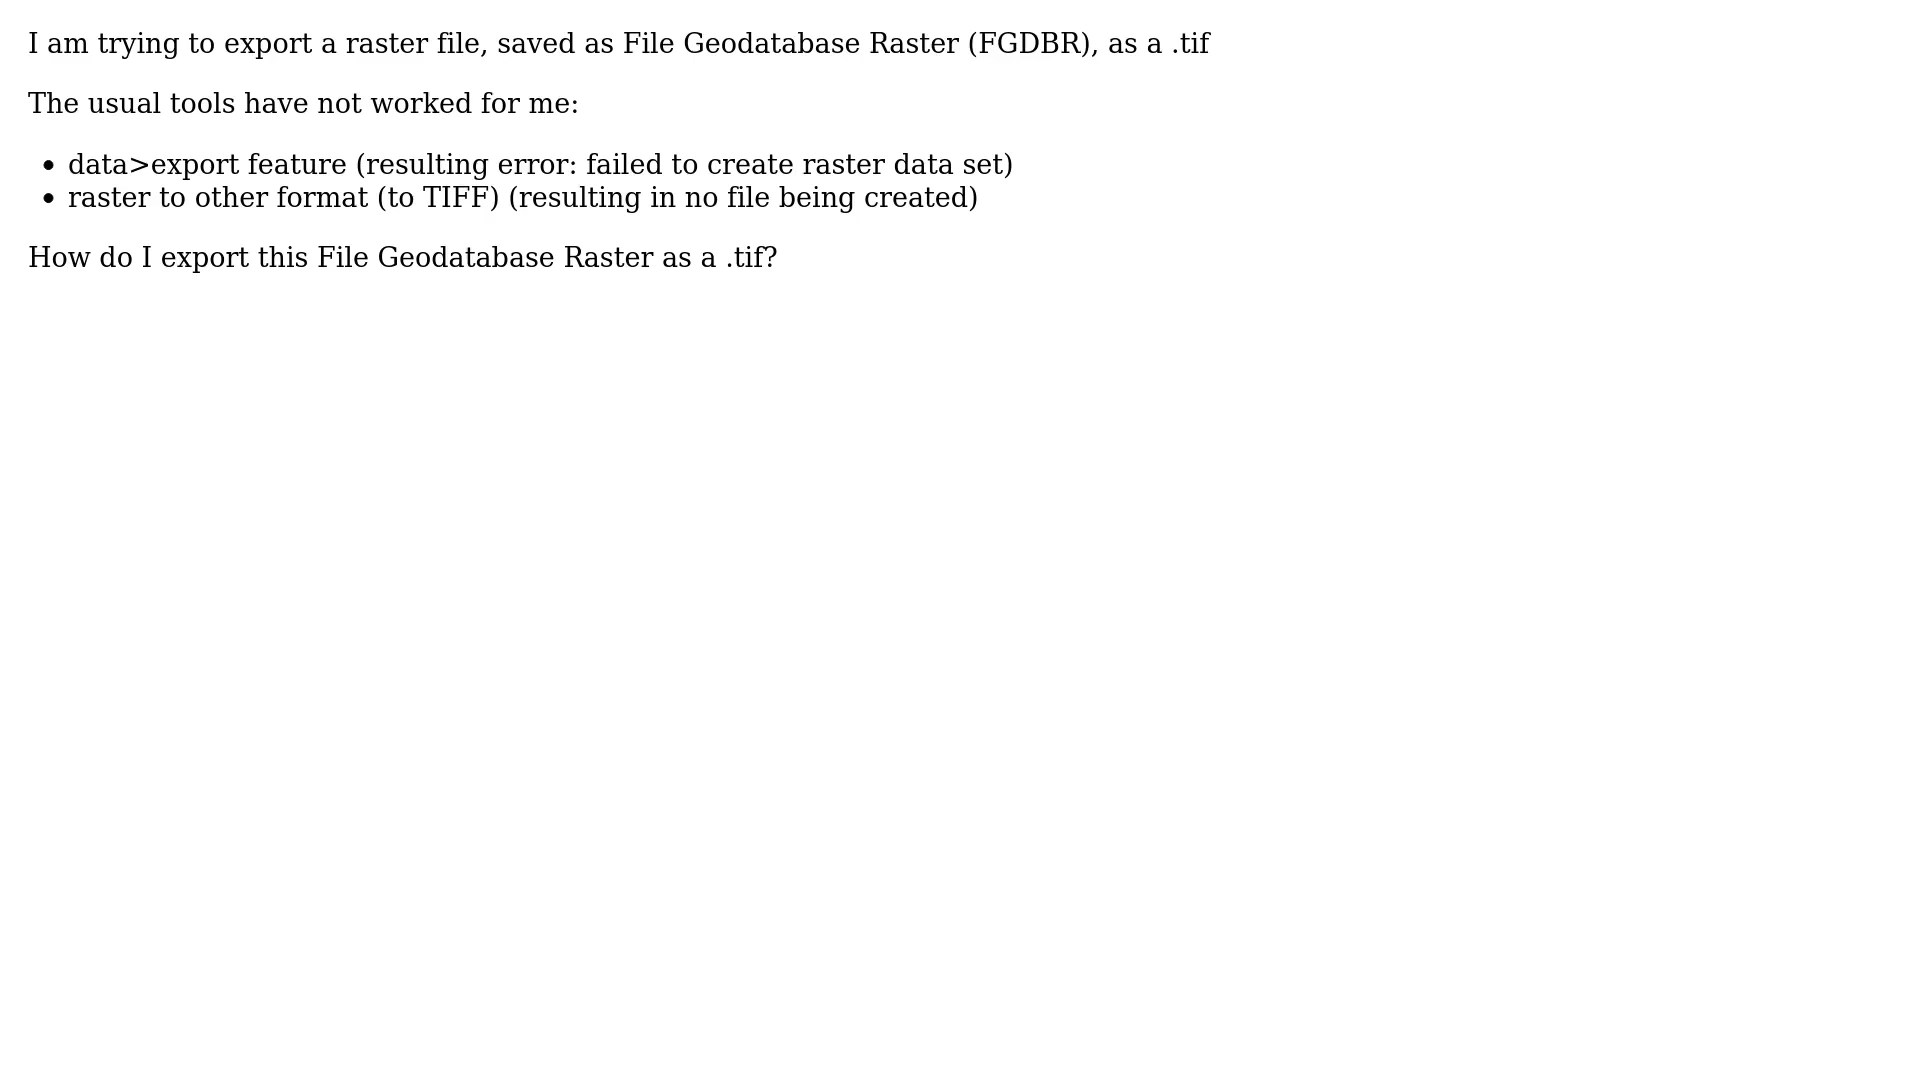 I am trying to export a raster file, saved as File Geodatabase Raster (FGDBR), as a .tif
The usual tools have not worked for me:
• data>export feature (resulting error: failed to create raster data set)
• raster to other format (to TIFF) (resulting in no file being created)
How do I export this File Geodatabase Raster as a .tif?